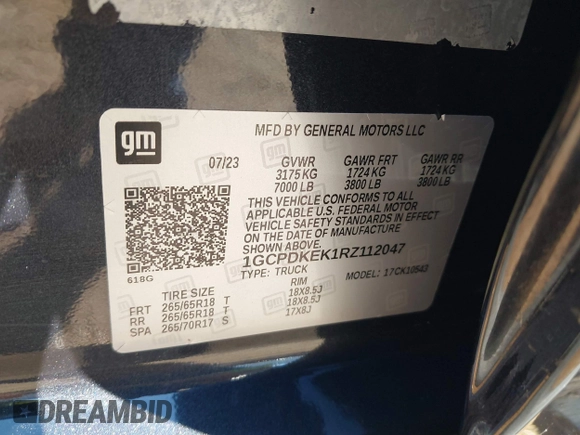 gm
MFD BY GENERAL MOTORS LLC
07/23 GVWR GAWR FRT GAWR RR
3175 KG 1724 KG 1724 KG
7000 LB 3800 LB 3800 LB
THIS VEHICLE CONFORMS TO ALL
APPLICABLE U.S. FEDERAL MOTOR
VEHICLE SAFETY STANDARDS IN EFFECT
ON THE DATE OF MANUFACTURE
1GCPDKEK1RZ112047
618G
TYPE: TRUCK
MODEL: 17CK10543
TIRE SIZE RIM
FRT 265/65R18 T 18X8.5J
RR 265/65R18 T 18X8.5J
SPA 265/70R17 S 17X8J
DREAMBID